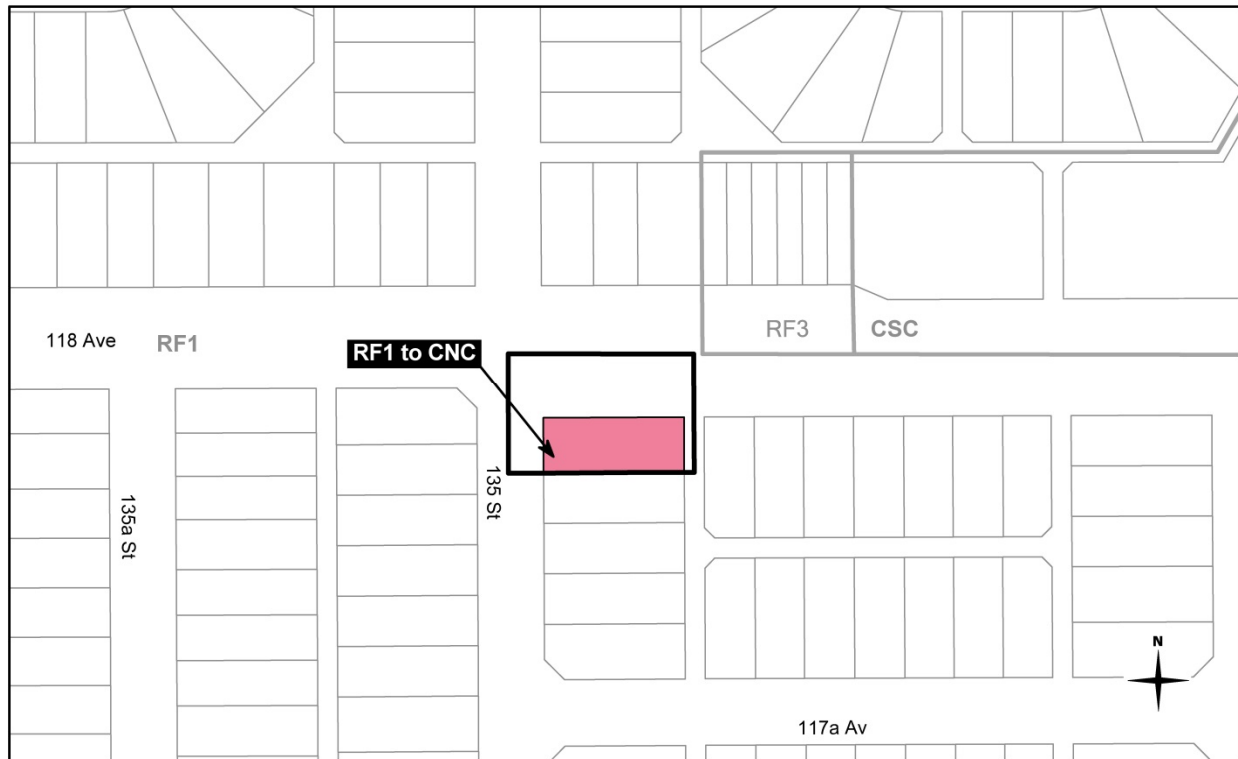 118 Ave
RF1
RF3
CSC
RF1 to CNC
135a St
135 St
N
117a Av